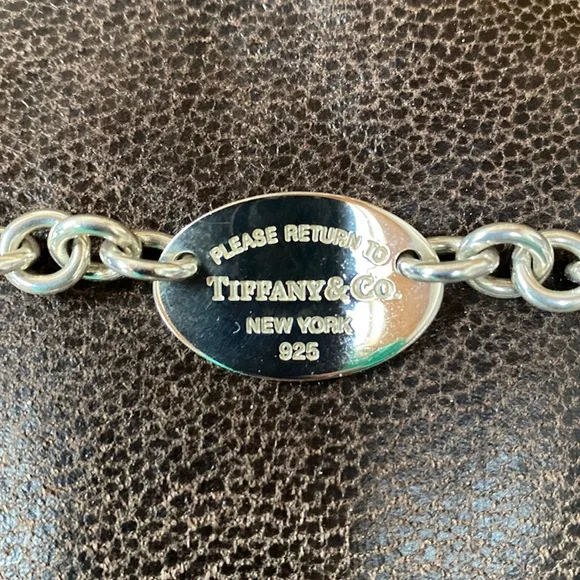 PLEASE RETURN TO
TIFFANY & CO.
NEW YORK
925